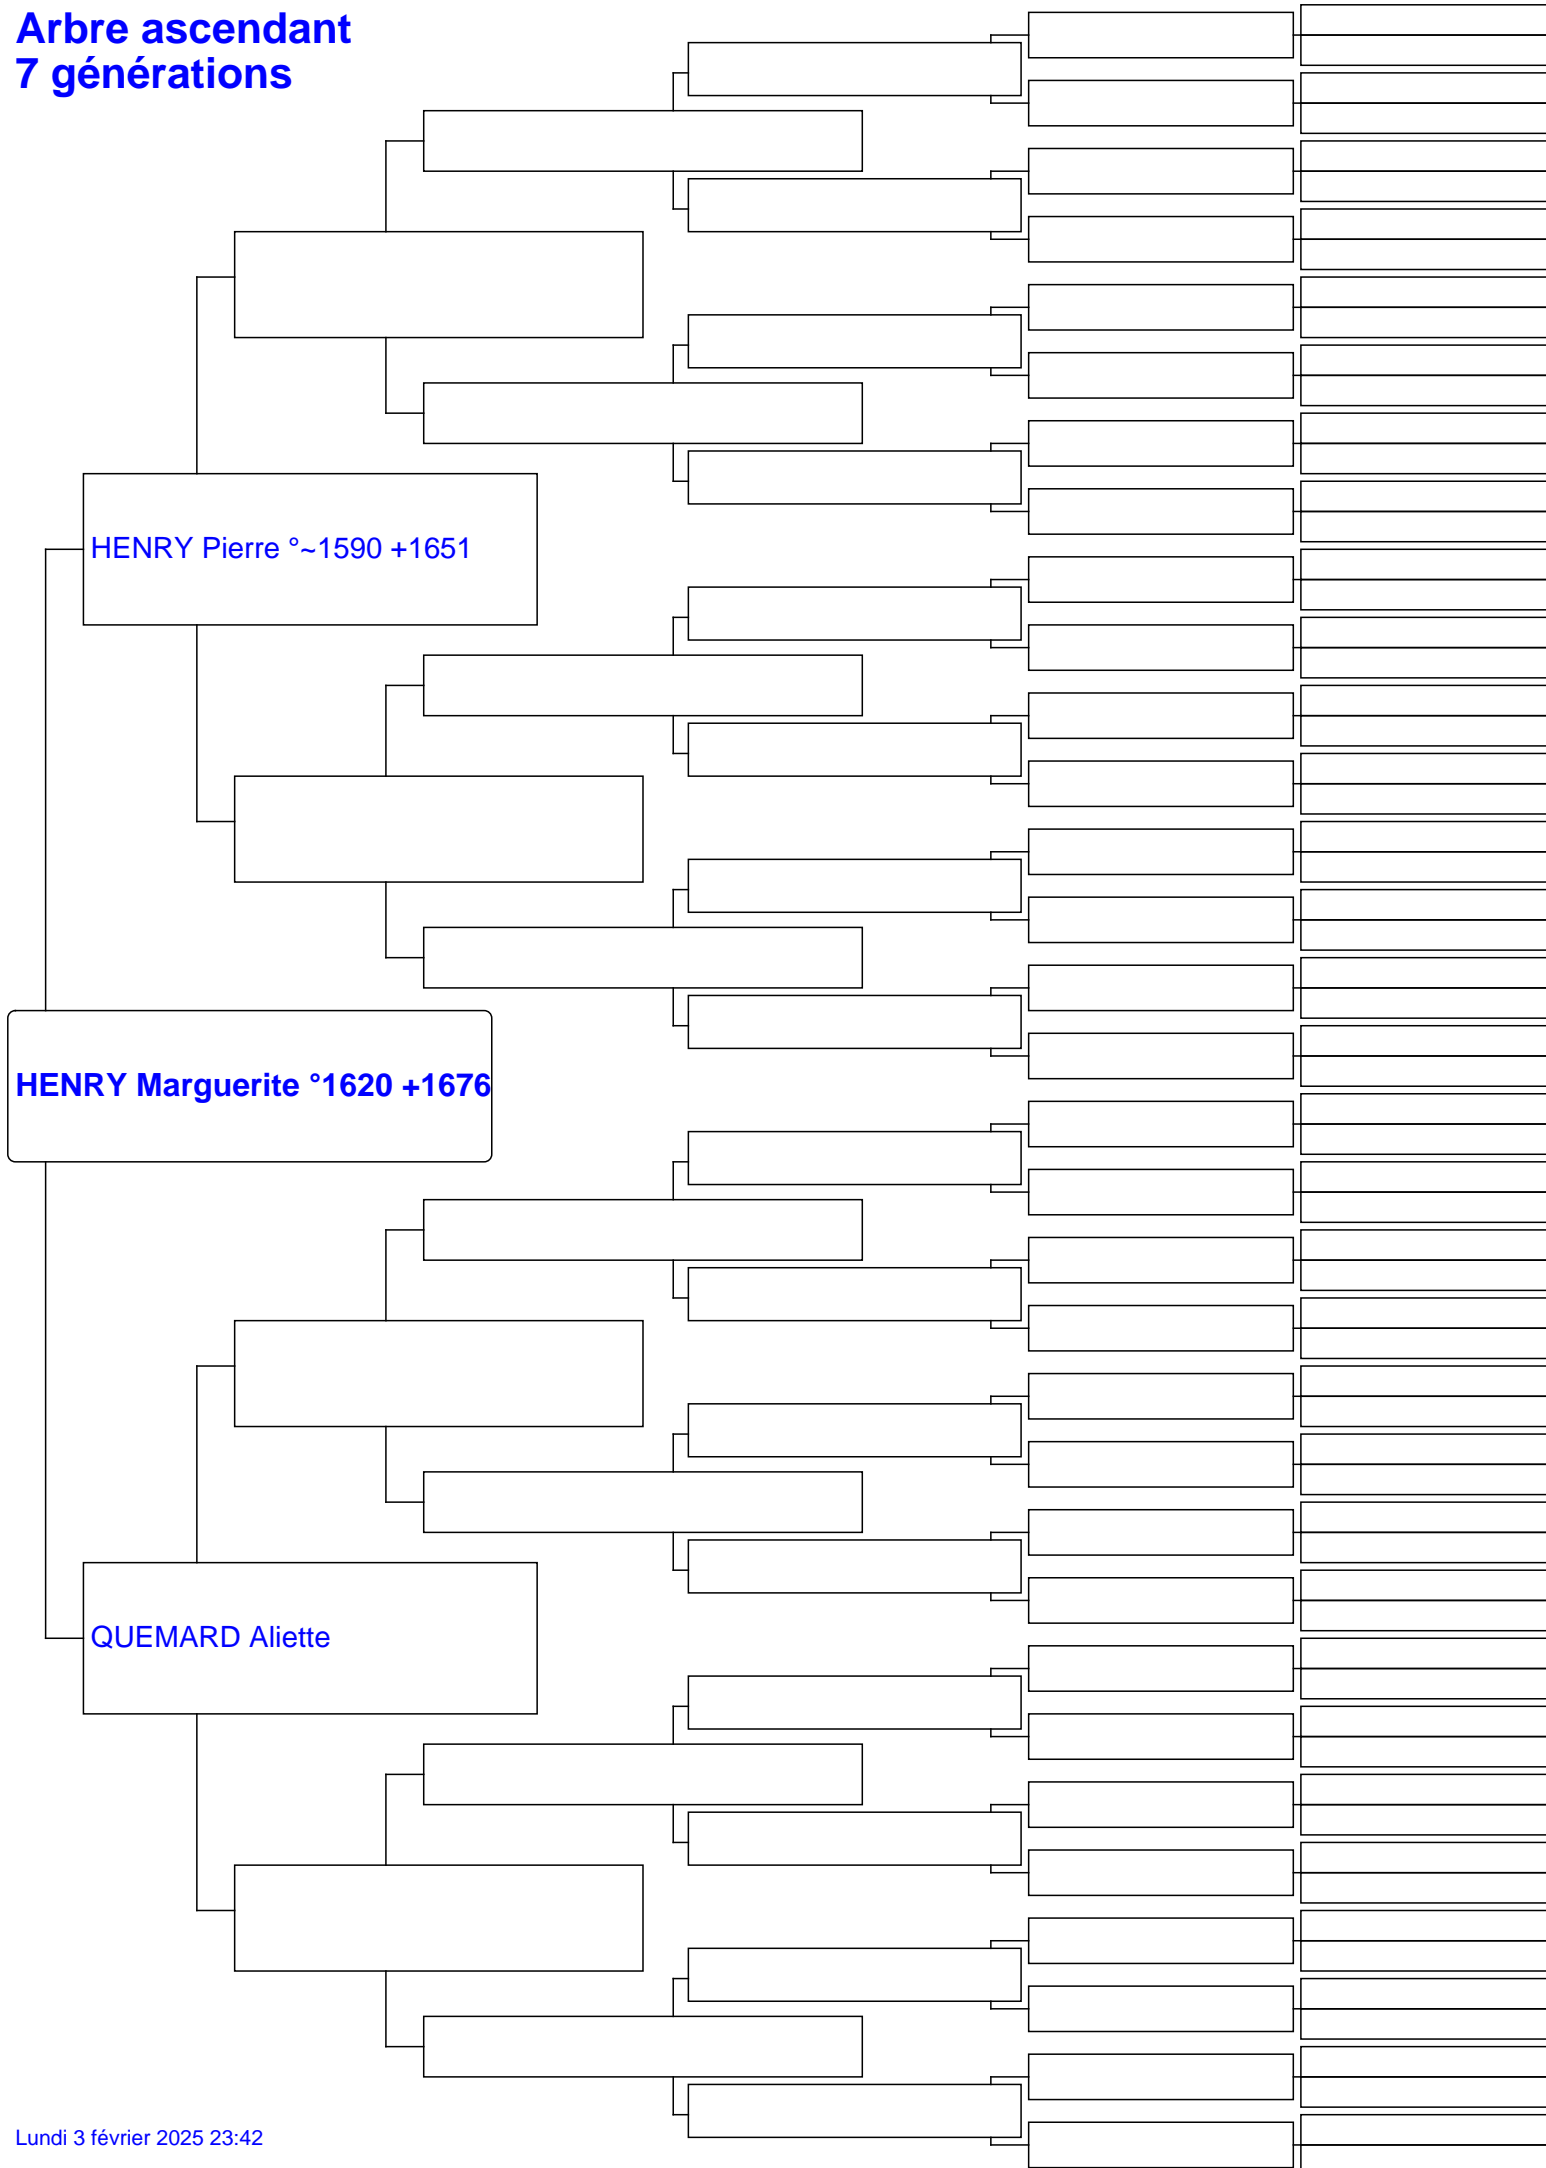 Arbre ascendant
7 générations
HENRY Pierre °~1590 +1651
HENRY Marguerite °1620 +1676
QUEMARD Aliette
Lundi 3 février 2025 23:42